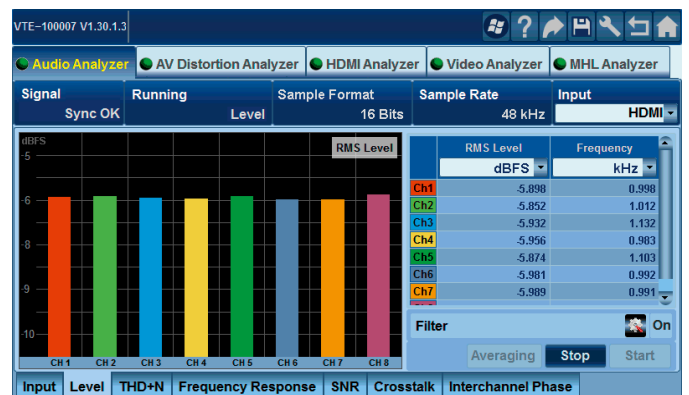 VTE-100007 V1.30.1.3
?
Audio Analyzer AV Distortion Analyzer HDMI Analyzer Video Analyzer MHL Analyzer
Signal Running Sample Format Sample Rate Input
Sync OK Level 16 Bits 48 kHz HDMI
dBFS
-5
RMS Level
-6
-8
-9
-10
CH 1 CH 2 CH 3 CH 4 CH 5 CH 6 CH 7 CH 8
RMS Level Frequency
dBFS kHz
Ch1 -5.898 0.998
Ch2 -5.852 1.012
Ch3 -5.932 1.132
Ch4 -5.956 0.983
Ch5 -5.874 1.103
Ch6 -5.981 0.992
Ch7 -5.989 0.991
Filter On
Averaging Stop Start
Input Level THD+N Frequency Response SNR Crosstalk Interchannel Phase